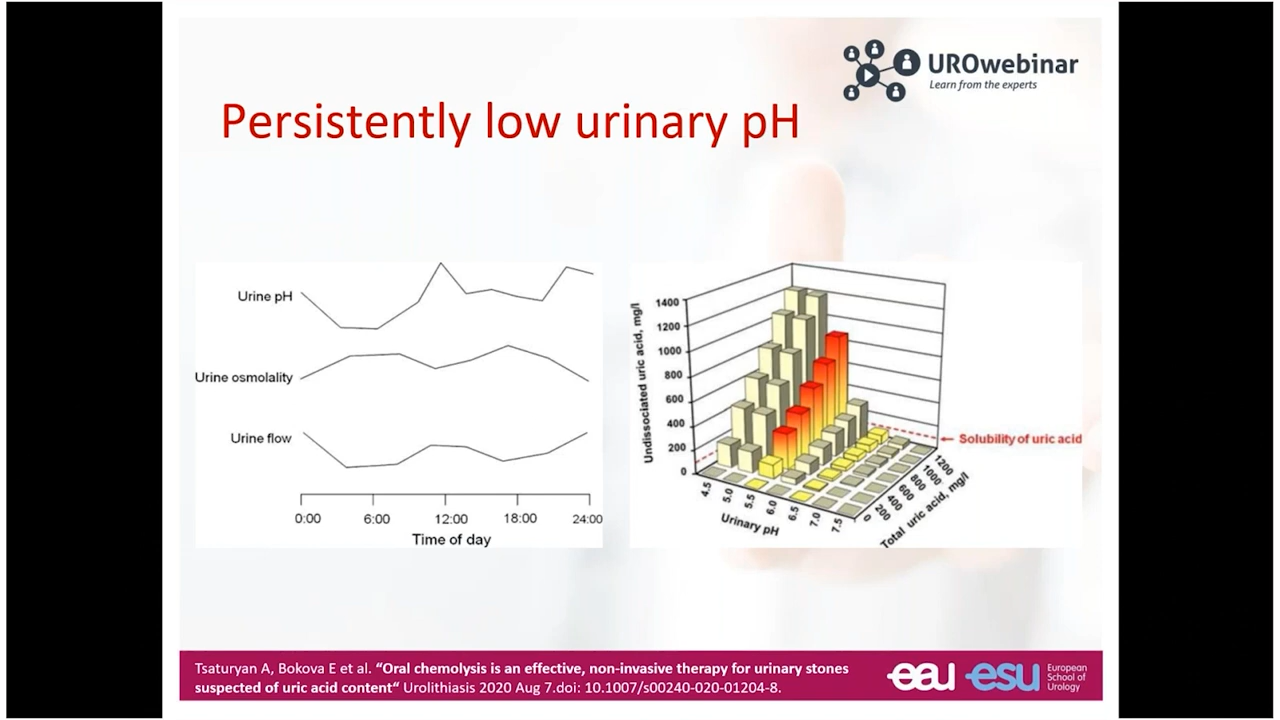 UROwebinar
Learn from the experts
Persistently low urinary pH
Urine pH
Urine osmolality
Urine flow
0:00 6:00 12:00 18:00 24:00
Time of day
Undissociated uric acid, mg/l
1400
1200
1000
800
600
400
200
0
4.5 5.0 5.5 6.0 6.5 7.0 7.5
Urinary pH
0 200 400 600 800 1000 1200
Total uric acid, mg/l
Solubility of uric acid
Tsaturyan A, Bokova E et al. “Oral chemolysis is an effective, non-invasive therapy for urinary stones
suspected of uric acid content“ Urolithiasis 2020 Aug 7.doi: 10.1007/s00240-020-01204-8.
eau esu
European
School of
Urology